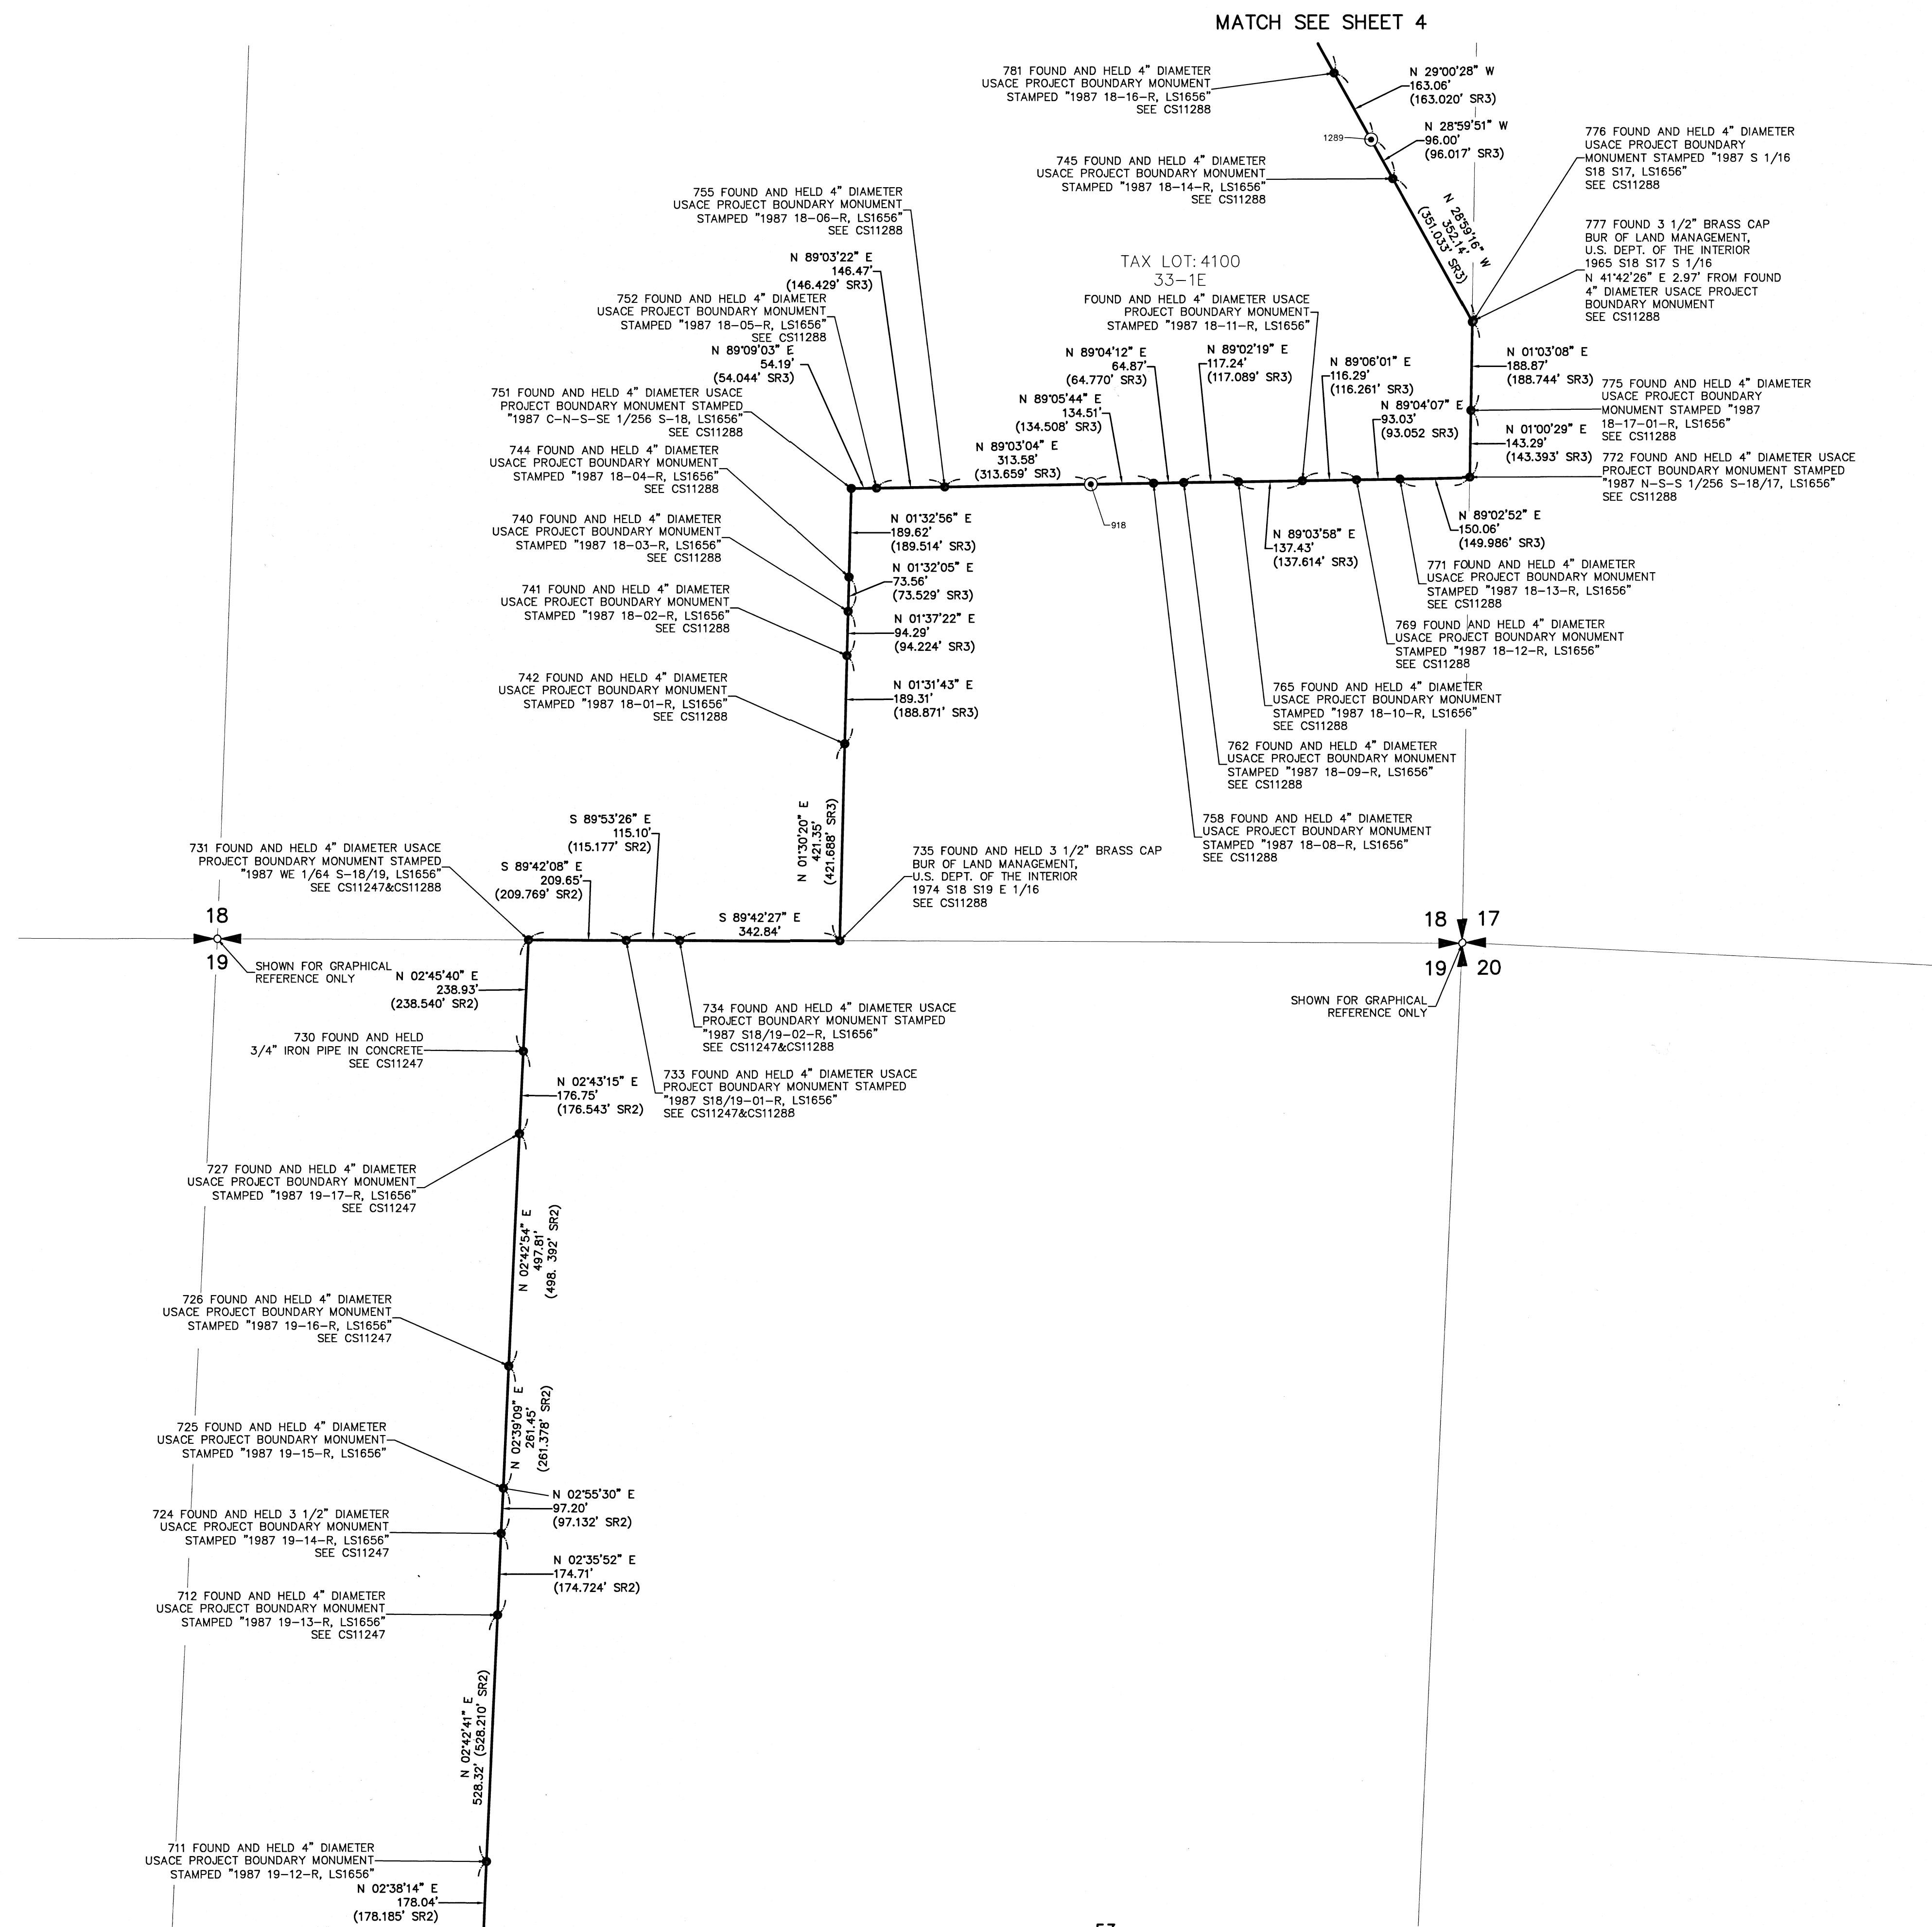 MATCH SEE SHEET 4
781 FOUND AND HELD 4" DIAMETER
USACE PROJECT BOUNDARY MONUMENT
STAMPED "1987 18-16-R, LS1656"
SEE CS11288
N 29°00'28" W
163.06'
(163.020' SR3)
1289
N 28°59'51" W
96.00'
(96.017' SR3)
745 FOUND AND HELD 4" DIAMETER
USACE PROJECT BOUNDARY MONUMENT
STAMPED "1987 18-14-R, LS1656"
SEE CS11288
776 FOUND AND HELD 4" DIAMETER
USACE PROJECT BOUNDARY
MONUMENT STAMPED "1987 S 1/16
S18 S17, LS1656"
SEE CS11288
N 28°59'16" W
352.14'
(351.033' SR3)
777 FOUND 3 1/2" BRASS CAP
BUR OF LAND MANAGEMENT,
U.S. DEPT. OF THE INTERIOR
1965 S18 S17 S 1/16
N 41°42'26" E 2.97' FROM FOUND
4" DIAMETER USACE PROJECT
BOUNDARY MONUMENT
SEE CS11288
755 FOUND AND HELD 4" DIAMETER
USACE PROJECT BOUNDARY MONUMENT
STAMPED "1987 18-06-R, LS1656"
SEE CS11288
N 89°03'22" E
146.47'
(146.429' SR3)
TAX LOT: 4100
33-1E
752 FOUND AND HELD 4" DIAMETER
USACE PROJECT BOUNDARY MONUMENT
STAMPED "1987 18-05-R, LS1656"
SEE CS11288
FOUND AND HELD 4" DIAMETER USACE
PROJECT BOUNDARY MONUMENT
STAMPED "1987 18-11-R, LS1656"
N 89°09'03" E
54.19'
(54.044' SR3)
N 89°04'12" E
64.87'
(64.770' SR3)
N 89°02'19" E
117.24'
(117.089' SR3)
N 89°06'01" E
116.29'
(116.261' SR3)
N 01°03'08" E
188.87'
(188.744' SR3)
751 FOUND AND HELD 4" DIAMETER USACE
PROJECT BOUNDARY MONUMENT STAMPED
"1987 C-N-S-SE 1/256 S-18, LS1656"
SEE CS11288
N 89°05'44" E
134.51'
(134.508' SR3)
N 89°04'07" E
93.03'
(93.052 SR3)
775 FOUND AND HELD 4" DIAMETER
USACE PROJECT BOUNDARY
MONUMENT STAMPED "1987
18-17-01-R, LS1656"
SEE CS11288
N 89°03'04" E
313.58'
(313.659' SR3)
N 01°00'29" E
143.29'
(143.393' SR3)
744 FOUND AND HELD 4" DIAMETER
USACE PROJECT BOUNDARY MONUMENT
STAMPED "1987 18-04-R, LS1656"
SEE CS11288
772 FOUND AND HELD 4" DIAMETER USACE
PROJECT BOUNDARY MONUMENT STAMPED
"1987 N-S-S 1/256 S-18/17, LS1656"
SEE CS11288
918
N 89°03'58" E
137.43'
(137.614' SR3)
N 89°02'52" E
150.06'
(149.986' SR3)
740 FOUND AND HELD 4" DIAMETER
USACE PROJECT BOUNDARY MONUMENT
STAMPED "1987 18-03-R, LS1656"
SEE CS11288
N 01°32'56" E
189.62'
(189.514' SR3)
N 01°32'05" E
73.56'
(73.529' SR3)
771 FOUND AND HELD 4" DIAMETER
USACE PROJECT BOUNDARY MONUMENT
STAMPED "1987 18-13-R, LS1656"
SEE CS11288
741 FOUND AND HELD 4" DIAMETER
USACE PROJECT BOUNDARY MONUMENT
STAMPED "1987 18-02-R, LS1656"
SEE CS11288
N 01°37'22" E
94.29'
(94.224' SR3)
769 FOUND AND HELD 4" DIAMETER
USACE PROJECT BOUNDARY MONUMENT
STAMPED "1987 18-12-R, LS1656"
SEE CS11288
742 FOUND AND HELD 4" DIAMETER
USACE PROJECT BOUNDARY MONUMENT
STAMPED "1987 18-01-R, LS1656"
SEE CS11288
N 01°31'43" E
189.31'
(188.871' SR3)
765 FOUND AND HELD 4" DIAMETER
USACE PROJECT BOUNDARY MONUMENT
STAMPED "1987 18-10-R, LS1656"
SEE CS11288
762 FOUND AND HELD 4" DIAMETER
USACE PROJECT BOUNDARY MONUMENT
STAMPED "1987 18-09-R, LS1656"
SEE CS11288
N 01°30'20" E
421.35'
(421.688' SR3)
758 FOUND AND HELD 4" DIAMETER
USACE PROJECT BOUNDARY MONUMENT
STAMPED "1987 18-08-R, LS1656"
SEE CS11288
S 89°53'26" E
115.10'
(115.177' SR2)
731 FOUND AND HELD 4" DIAMETER USACE
PROJECT BOUNDARY MONUMENT STAMPED
"1987 WE 1/64 S-18/19, LS1656"
SEE CS11247&CS11288
S 89°42'08" E
209.65'
(209.769' SR2)
735 FOUND AND HELD 3 1/2" BRASS CAP
BUR OF LAND MANAGEMENT,
U.S. DEPT. OF THE INTERIOR
1974 S18 S19 E 1/16
SEE CS11288
S 89°42'27" E
342.84'
18
19
SHOWN FOR GRAPHICAL
REFERENCE ONLY
18 17
19 20
SHOWN FOR GRAPHICAL
REFERENCE ONLY
N 02°45'40" E
238.93'
(238.540' SR2)
734 FOUND AND HELD 4" DIAMETER USACE
PROJECT BOUNDARY MONUMENT STAMPED
"1987 S18/19-02-R, LS1656"
SEE CS11247&CS11288
730 FOUND AND HELD
3/4" IRON PIPE IN CONCRETE
SEE CS11247
733 FOUND AND HELD 4" DIAMETER USACE
PROJECT BOUNDARY MONUMENT STAMPED
"1987 S18/19-01-R, LS1656"
SEE CS11247&CS11288
N 02°43'15" E
176.75'
(176.543' SR2)
727 FOUND AND HELD 4" DIAMETER
USACE PROJECT BOUNDARY MONUMENT
STAMPED "1987 19-17-R, LS1656"
SEE CS11247
N 02°42'54" E
497.81'
(498. 392' SR2)
726 FOUND AND HELD 4" DIAMETER
USACE PROJECT BOUNDARY MONUMENT
STAMPED "1987 19-16-R, LS1656"
SEE CS11247
N 02°39'09" E
261.45'
(261.378' SR2)
725 FOUND AND HELD 4" DIAMETER
USACE PROJECT BOUNDARY MONUMENT
STAMPED "1987 19-15-R, LS1656"
N 02°55'30" E
97.20'
(97.132' SR2)
724 FOUND AND HELD 3 1/2" DIAMETER
USACE PROJECT BOUNDARY MONUMENT
STAMPED "1987 19-14-R, LS1656"
SEE CS11247
N 02°35'52" E
174.71'
(174.724' SR2)
712 FOUND AND HELD 4" DIAMETER
USACE PROJECT BOUNDARY MONUMENT
STAMPED "1987 19-13-R, LS1656"
SEE CS11247
N 02°42'41" E
528.32' (528.210' SR2)
711 FOUND AND HELD 4" DIAMETER
USACE PROJECT BOUNDARY MONUMENT
STAMPED "1987 19-12-R, LS1656"
N 02°38'14" E
178.04'
(178.185' SR2)